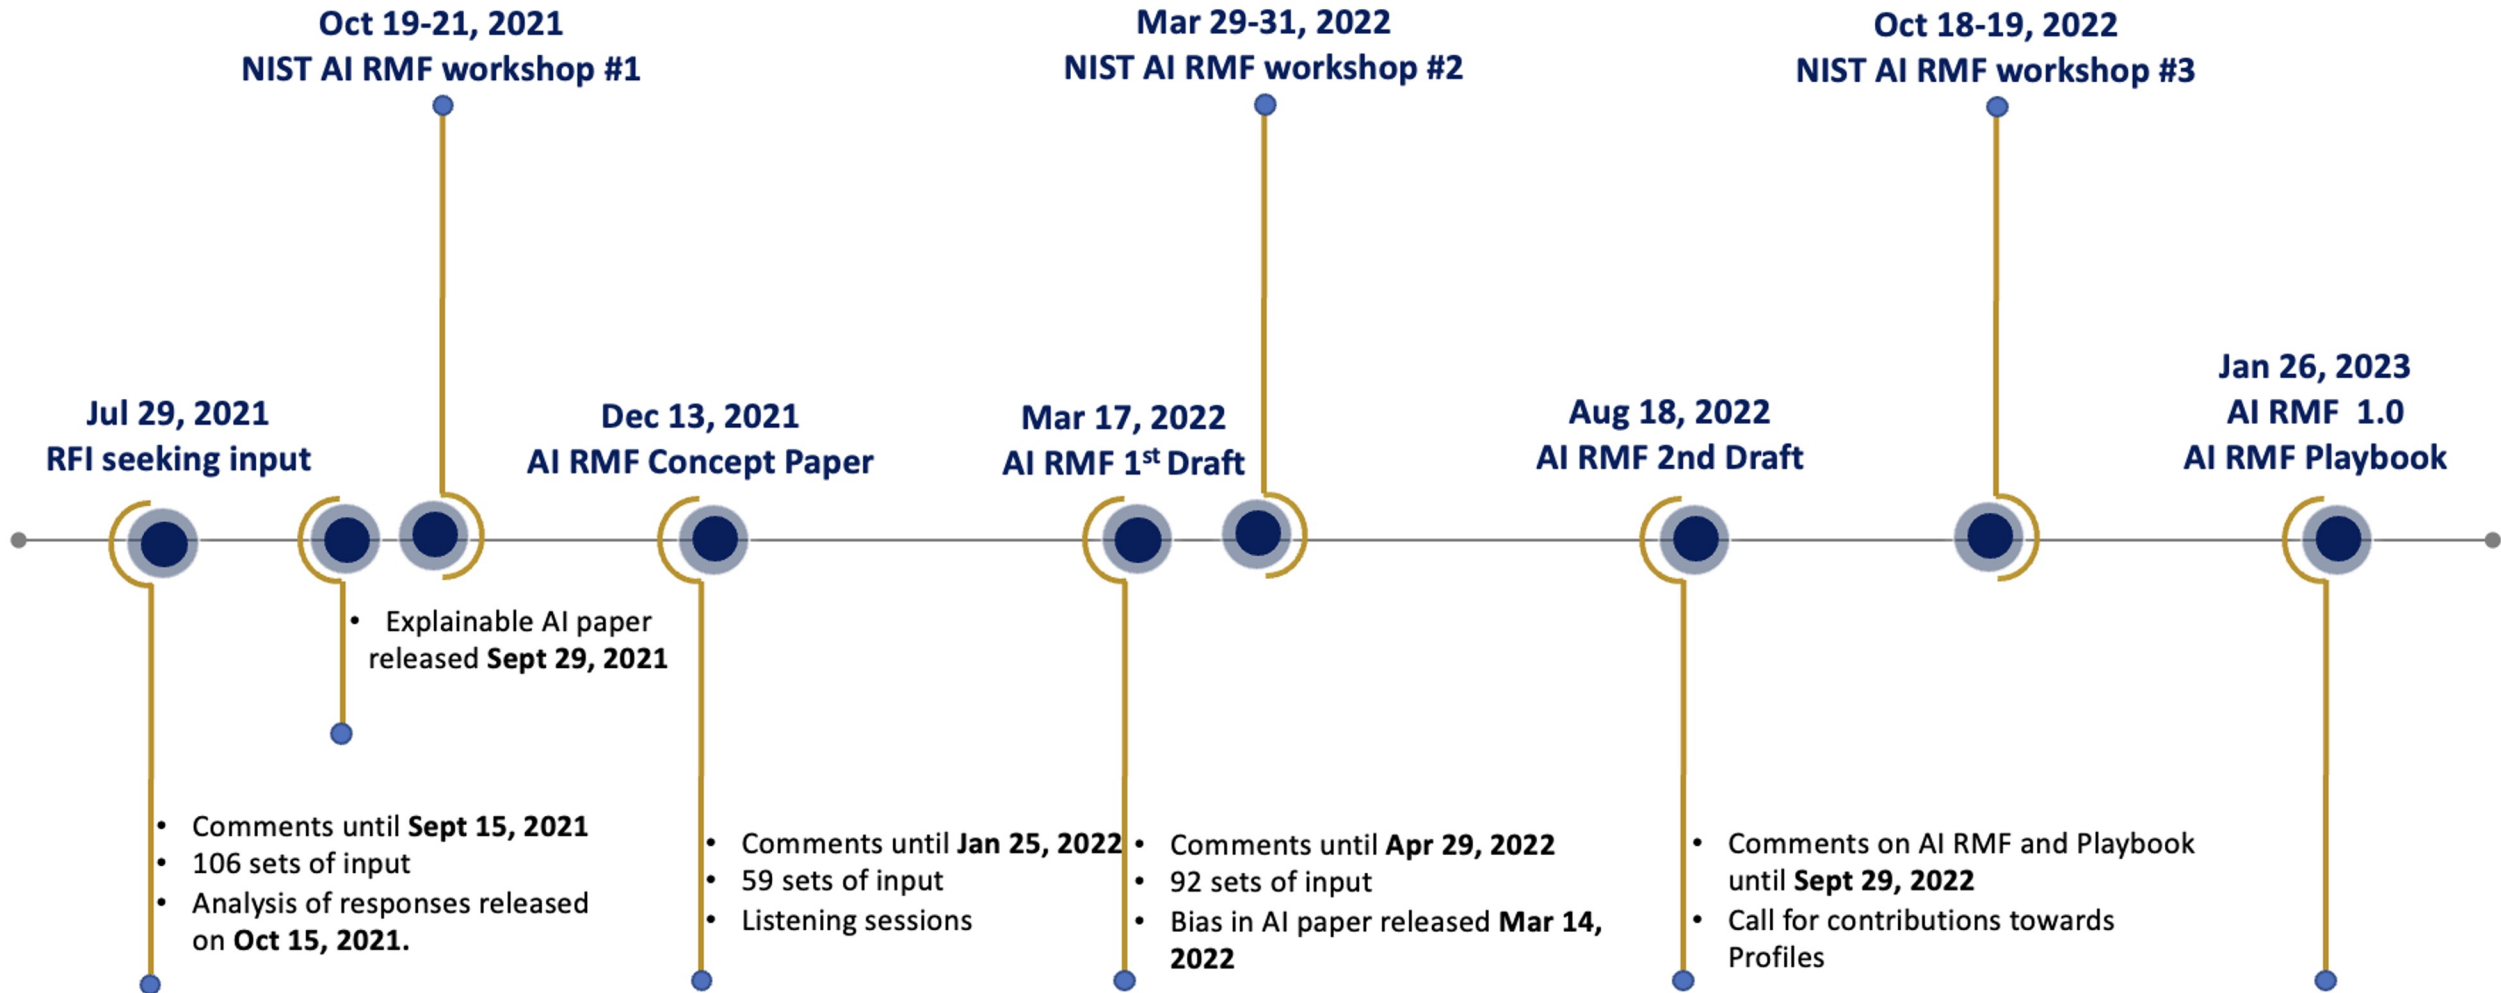 Oct 19-21, 2021
NIST AI RMF workshop #1
Mar 29-31, 2022
NIST AI RMF workshop #2
Oct 18-19, 2022
NIST AI RMF workshop #3
Jul 29, 2021
RFI seeking input
Dec 13, 2021
AI RMF Concept Paper
Mar 17, 2022
AI RMF 1st Draft
Aug 18, 2022
AI RMF 2nd Draft
Jan 26, 2023
AI RMF 1.0
AI RMF Playbook
• Explainable AI paper
released Sept 29, 2021
• Comments until Sept 15, 2021
• 106 sets of input
• Analysis of responses released
on Oct 15, 2021.
• Comments until Jan 25, 2022
• 59 sets of input
• Listening sessions
• Comments until Apr 29, 2022
• 92 sets of input
• Bias in AI paper released Mar 14,
2022
• Comments on AI RMF and Playbook
until Sept 29, 2022
• Call for contributions towards
Profiles